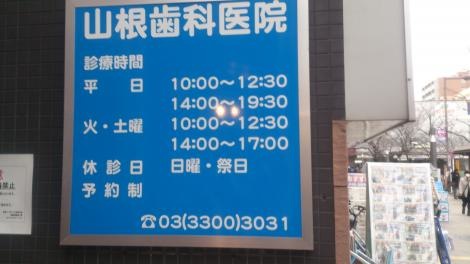 山根歯科医院
診療時間
平 日 10:00～12:30
14:00～19:30
火・土曜 10:00～12:30
14:00～17:00
休診日 日曜・祭日
予約制
☎03(3300)3031
禁止